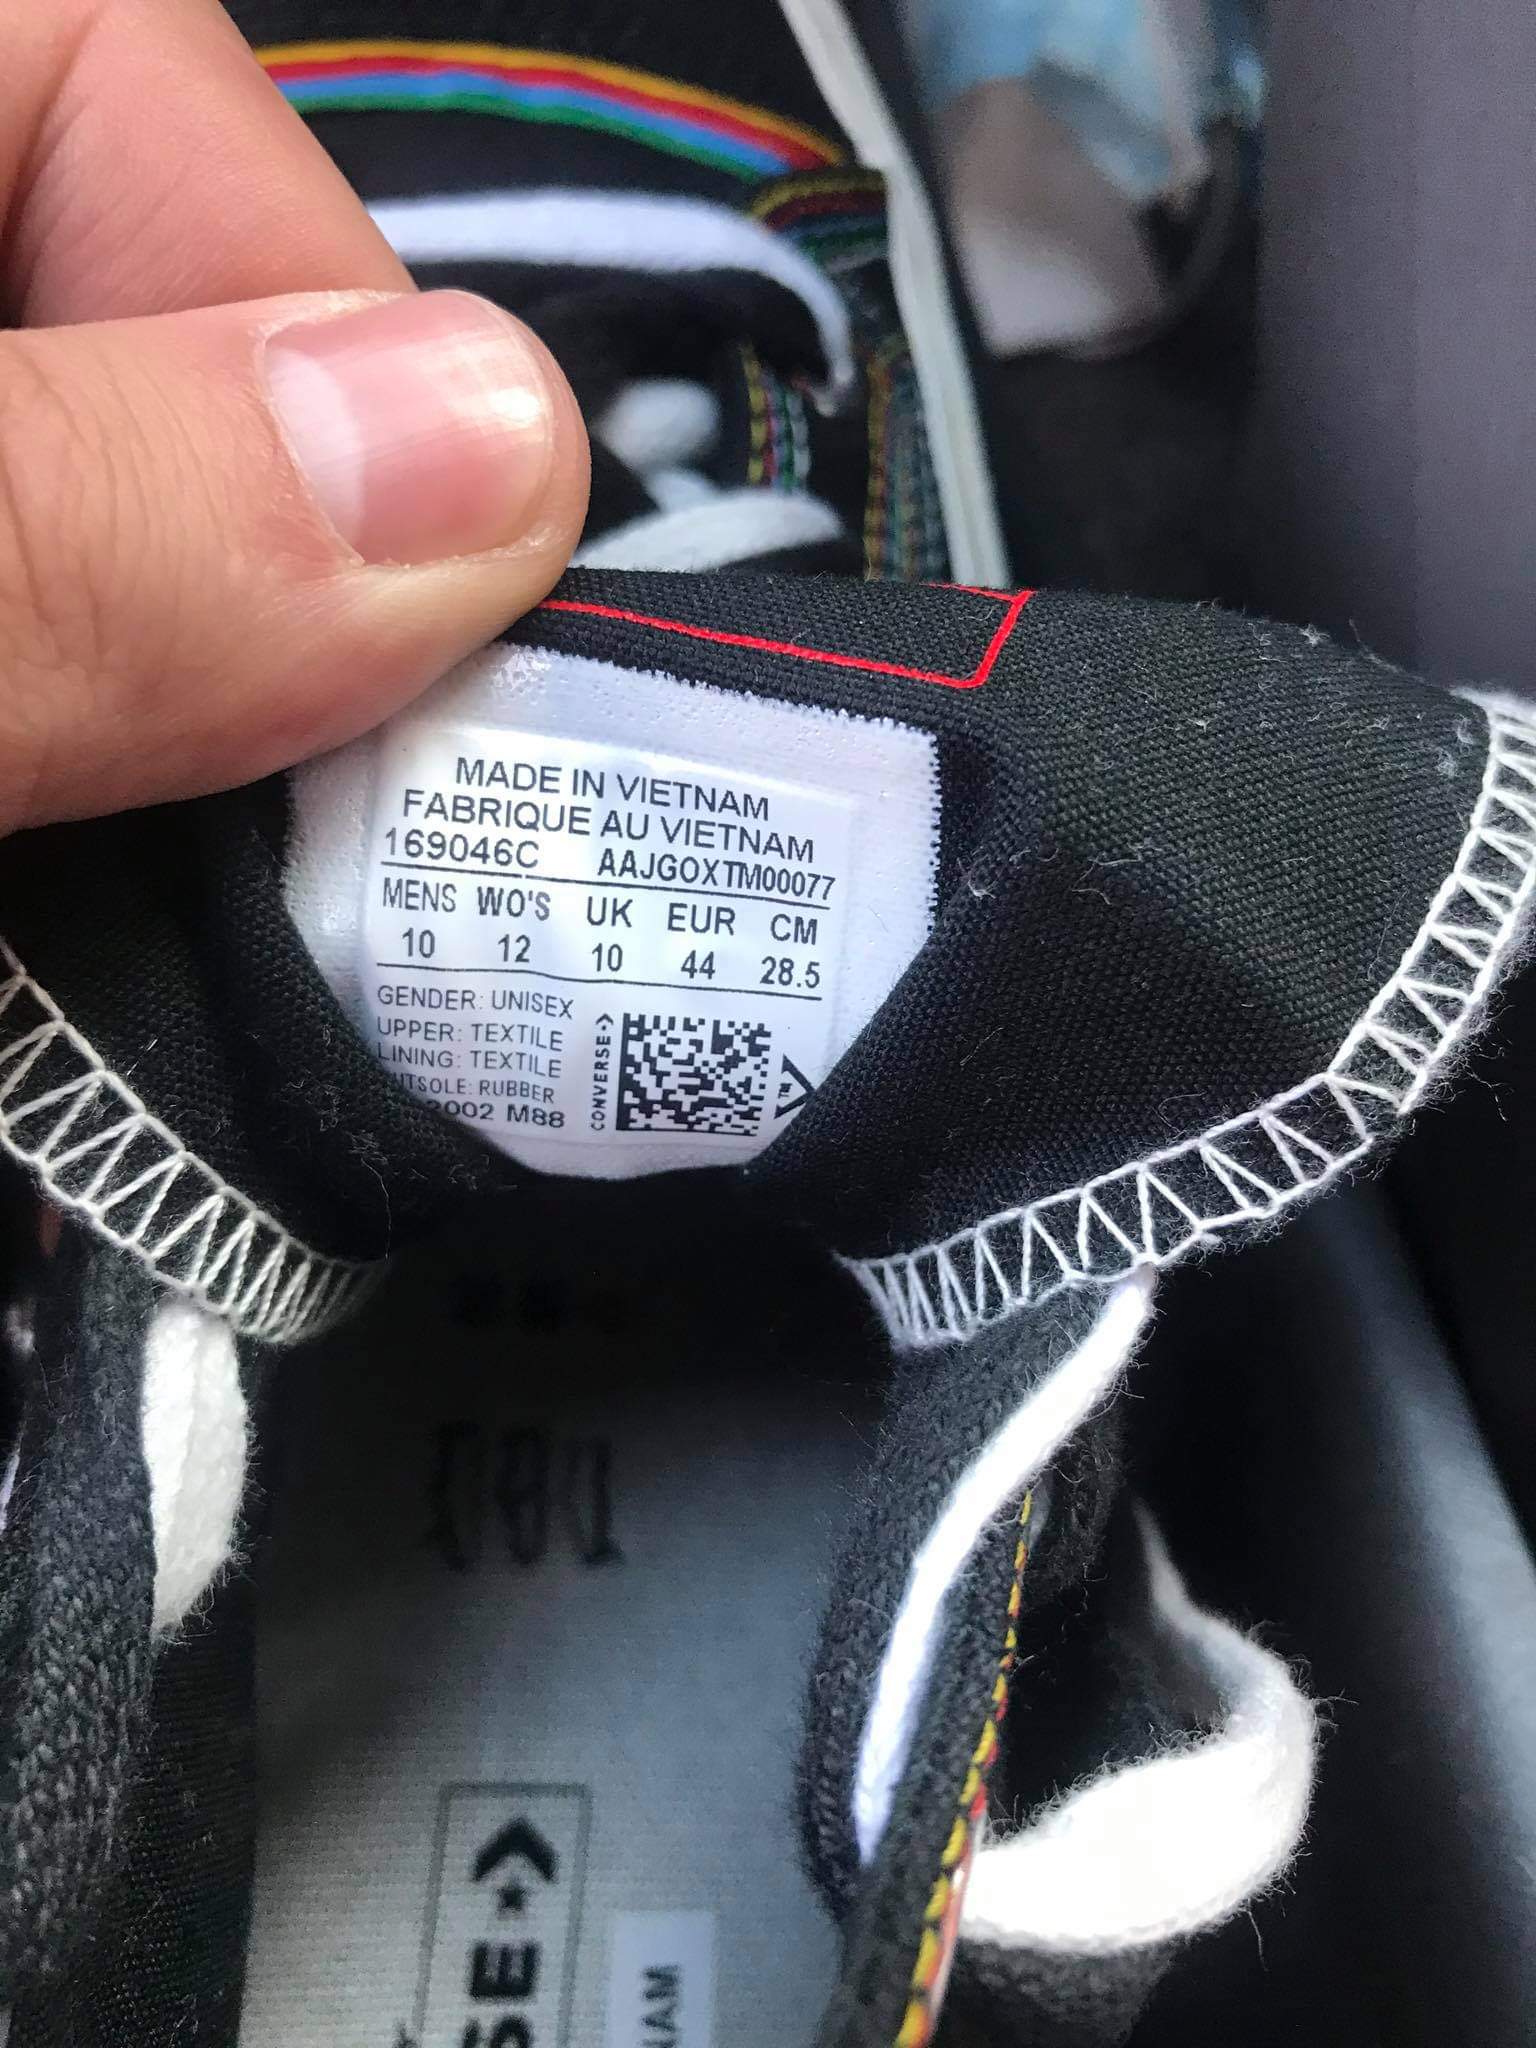 MADE IN VIETNAM
FABRIQUE AU VIETNAM
169046C AAJGOXTM00077
MENS WO'S UK EUR CM
10 12 10 44 28.5
GENDER: UNISEX
UPPER: TEXTILE
LINING: TEXTILE
RUBBER
M88
CONVERSE
TM